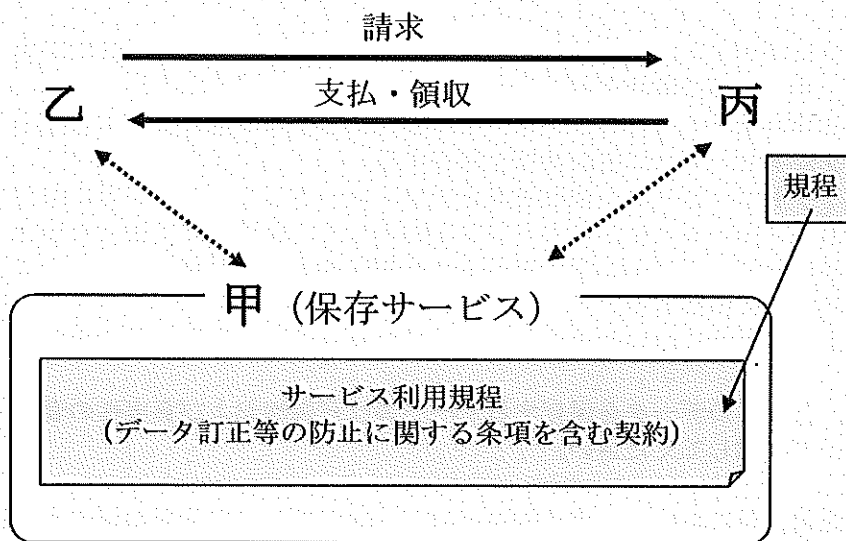 請求
乙
支払・領収
丙
規程
甲（保存サービス）
サービス利用規程
（データ訂正等の防止に関する条項を含む契約）